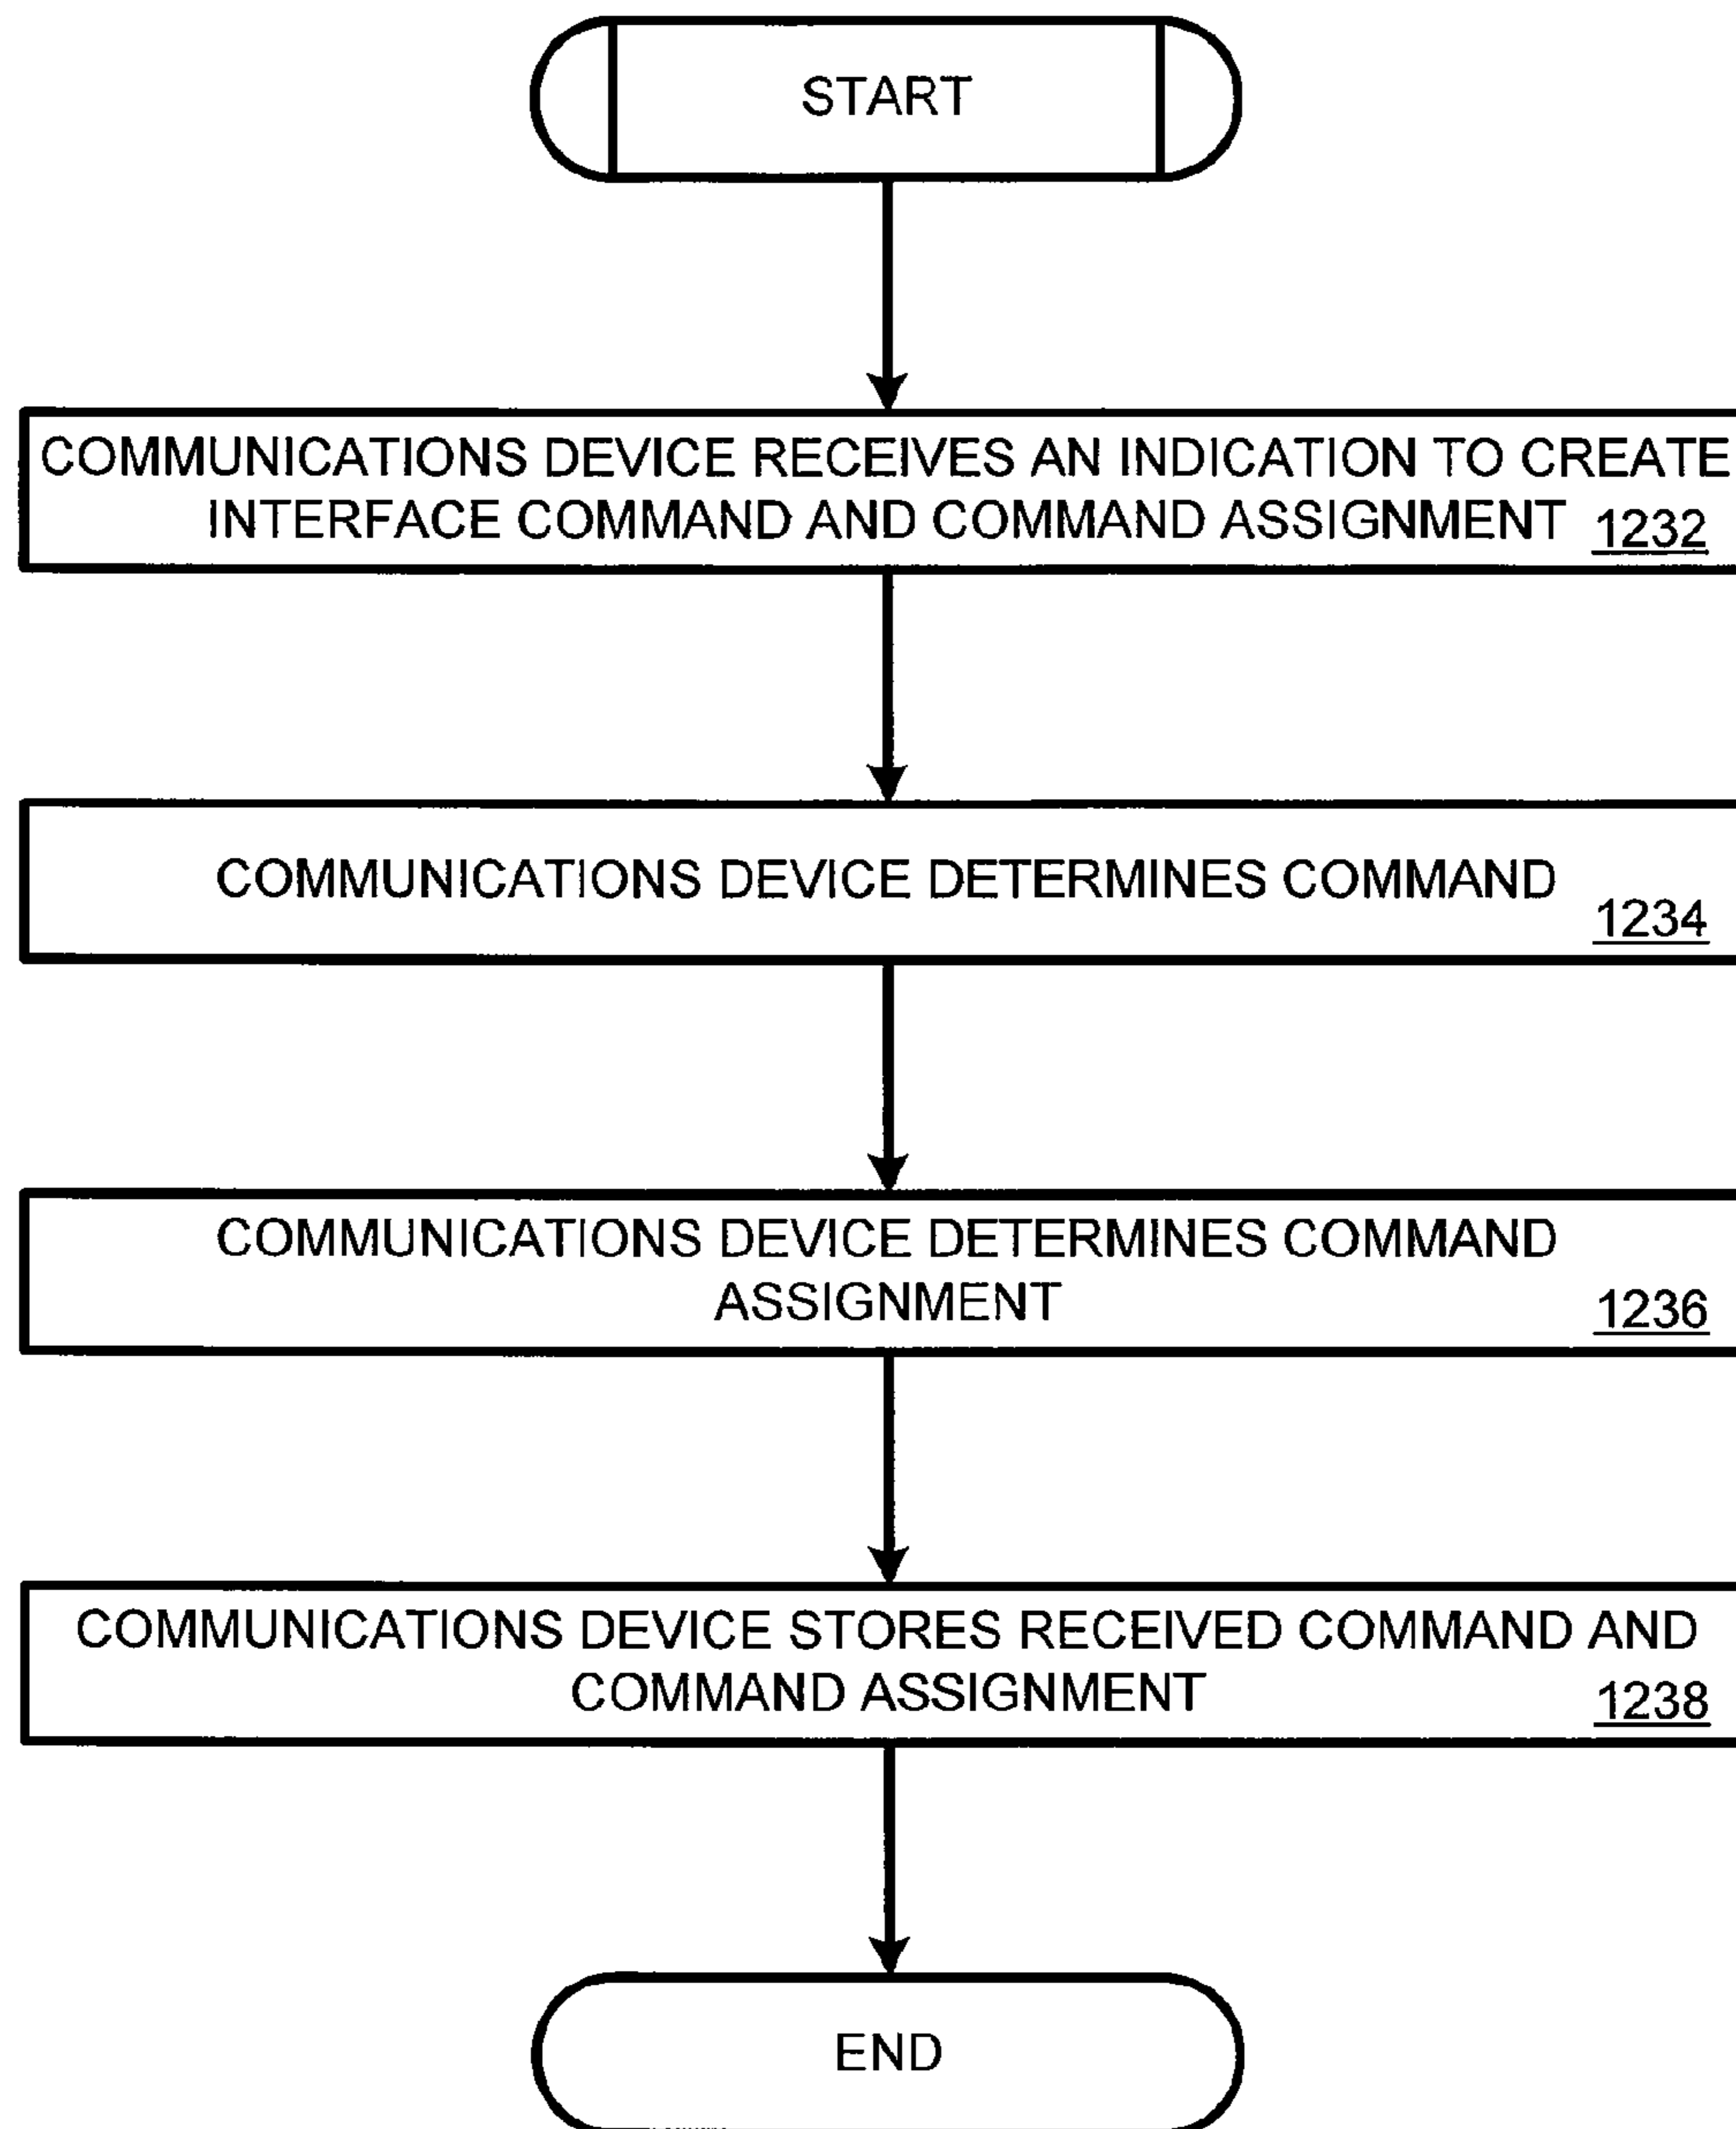 START
COMMUNICATIONS DEVICE RECEIVES AN INDICATION TO CREATE
INTERFACE COMMAND AND COMMAND ASSIGNMENT 1232
COMMUNICATIONS DEVICE DETERMINES COMMAND
1234
COMMUNICATIONS DEVICE DETERMINES COMMAND
ASSIGNMENT 1236
COMMUNICATIONS DEVICE STORES RECEIVED COMMAND AND
COMMAND ASSIGNMENT 1238
END